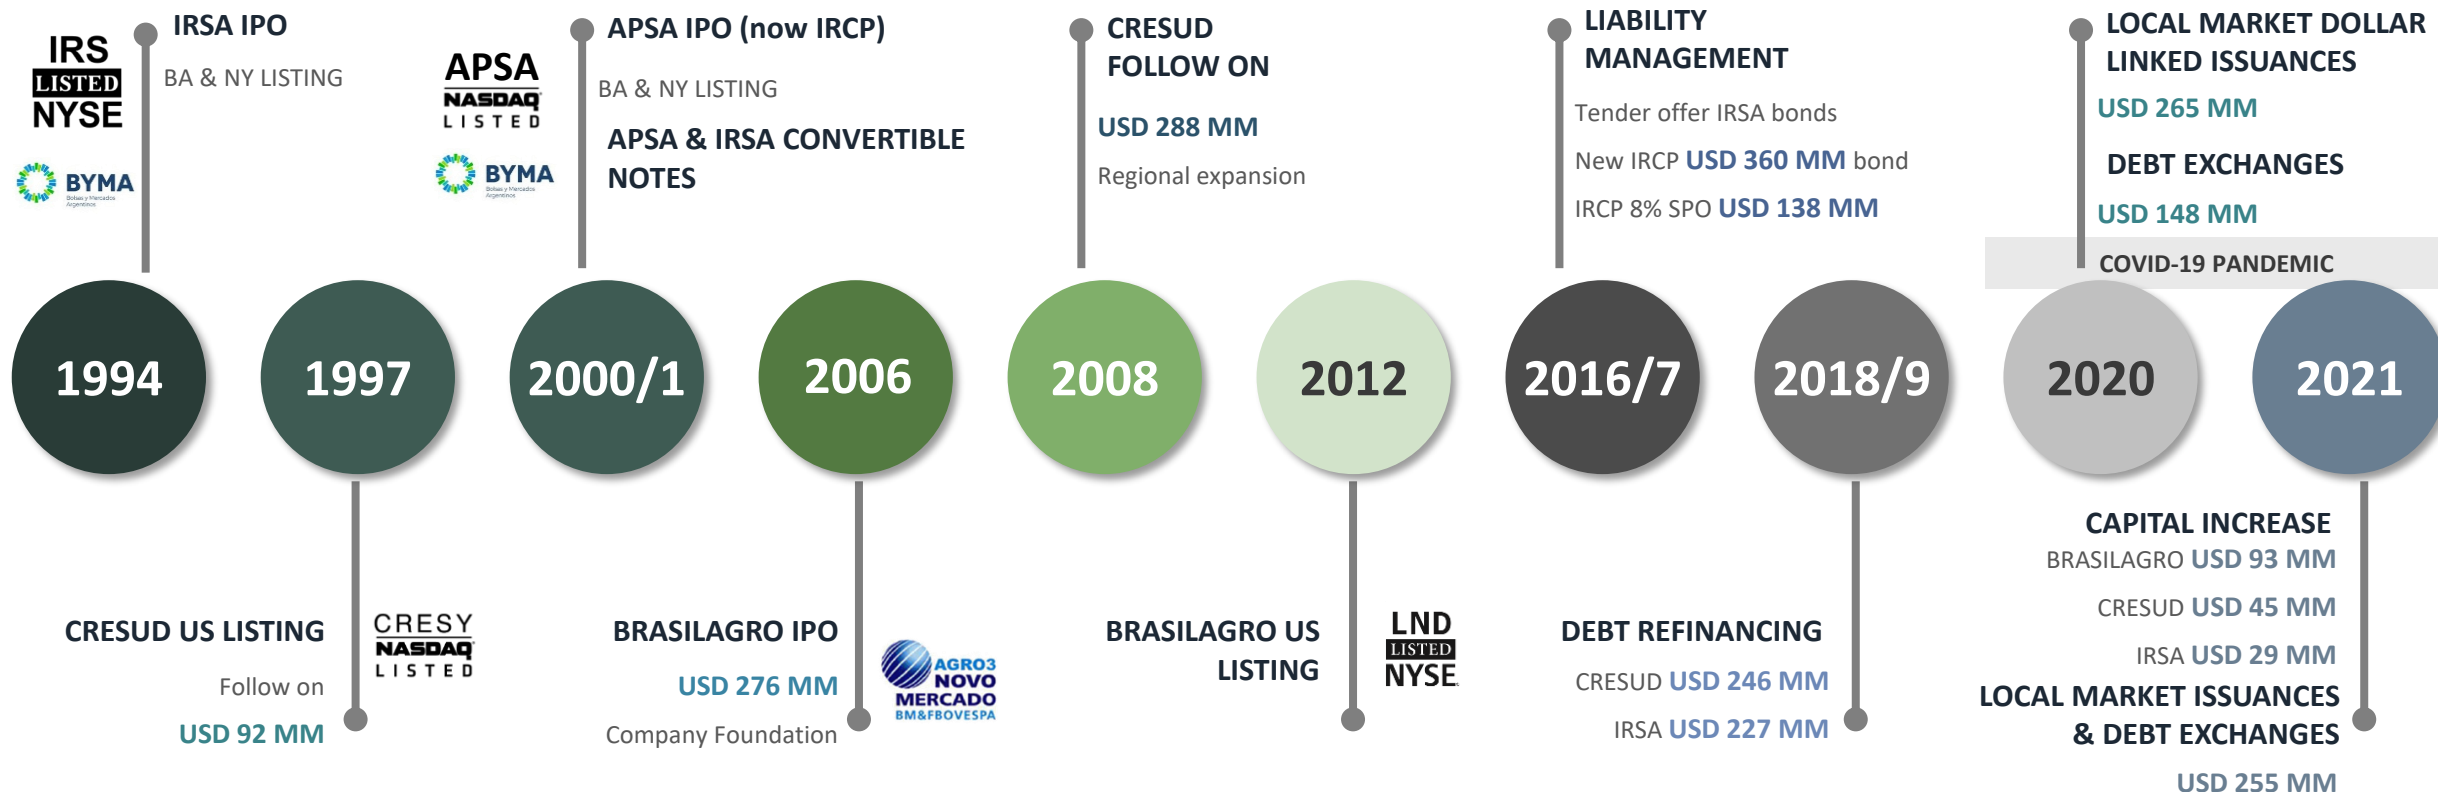 IRS
LISTED
NYSE
BYMA
Bolsas y Mercados
Argentinos
IRSA IPO
BA & NY LISTING
APSA
NASDAQ
LISTED
BYMA
Bolsas y Mercados
Argentinos
APSA IPO (now IRCP)
BA & NY LISTING
APSA & IRSA CONVERTIBLE
NOTES
CRESUD
FOLLOW ON
USD 288 MM
Regional expansion
LIABILITY
MANAGEMENT
Tender offer IRSA bonds
New IRCP USD 360 MM bond
IRCP 8% SPO USD 138 MM
LOCAL MARKET DOLLAR
LINKED ISSUANCES
USD 265 MM
DEBT EXCHANGES
USD 148 MM
COVID-19 PANDEMIC
1994
1997
2000/1
2006
2008
2012
2016/7
2018/9
2020
2021
CRESUD US LISTING
Follow on
USD 92 MM
CRESY
NASDAQ
LISTED
BRASILAGRO IPO
USD 276 MM
Company Foundation
AGRO3
NOVO
MERCADO
BM&FBOVESPA
BRASILAGRO US
LISTING
LND
LISTED
NYSE
DEBT REFINANCING
CRESUD USD 246 MM
IRSA USD 227 MM
CAPITAL INCREASE
BRASILAGRO USD 93 MM
CRESUD USD 45 MM
IRSA USD 29 MM
LOCAL MARKET ISSUANCES
& DEBT EXCHANGES
USD 255 MM